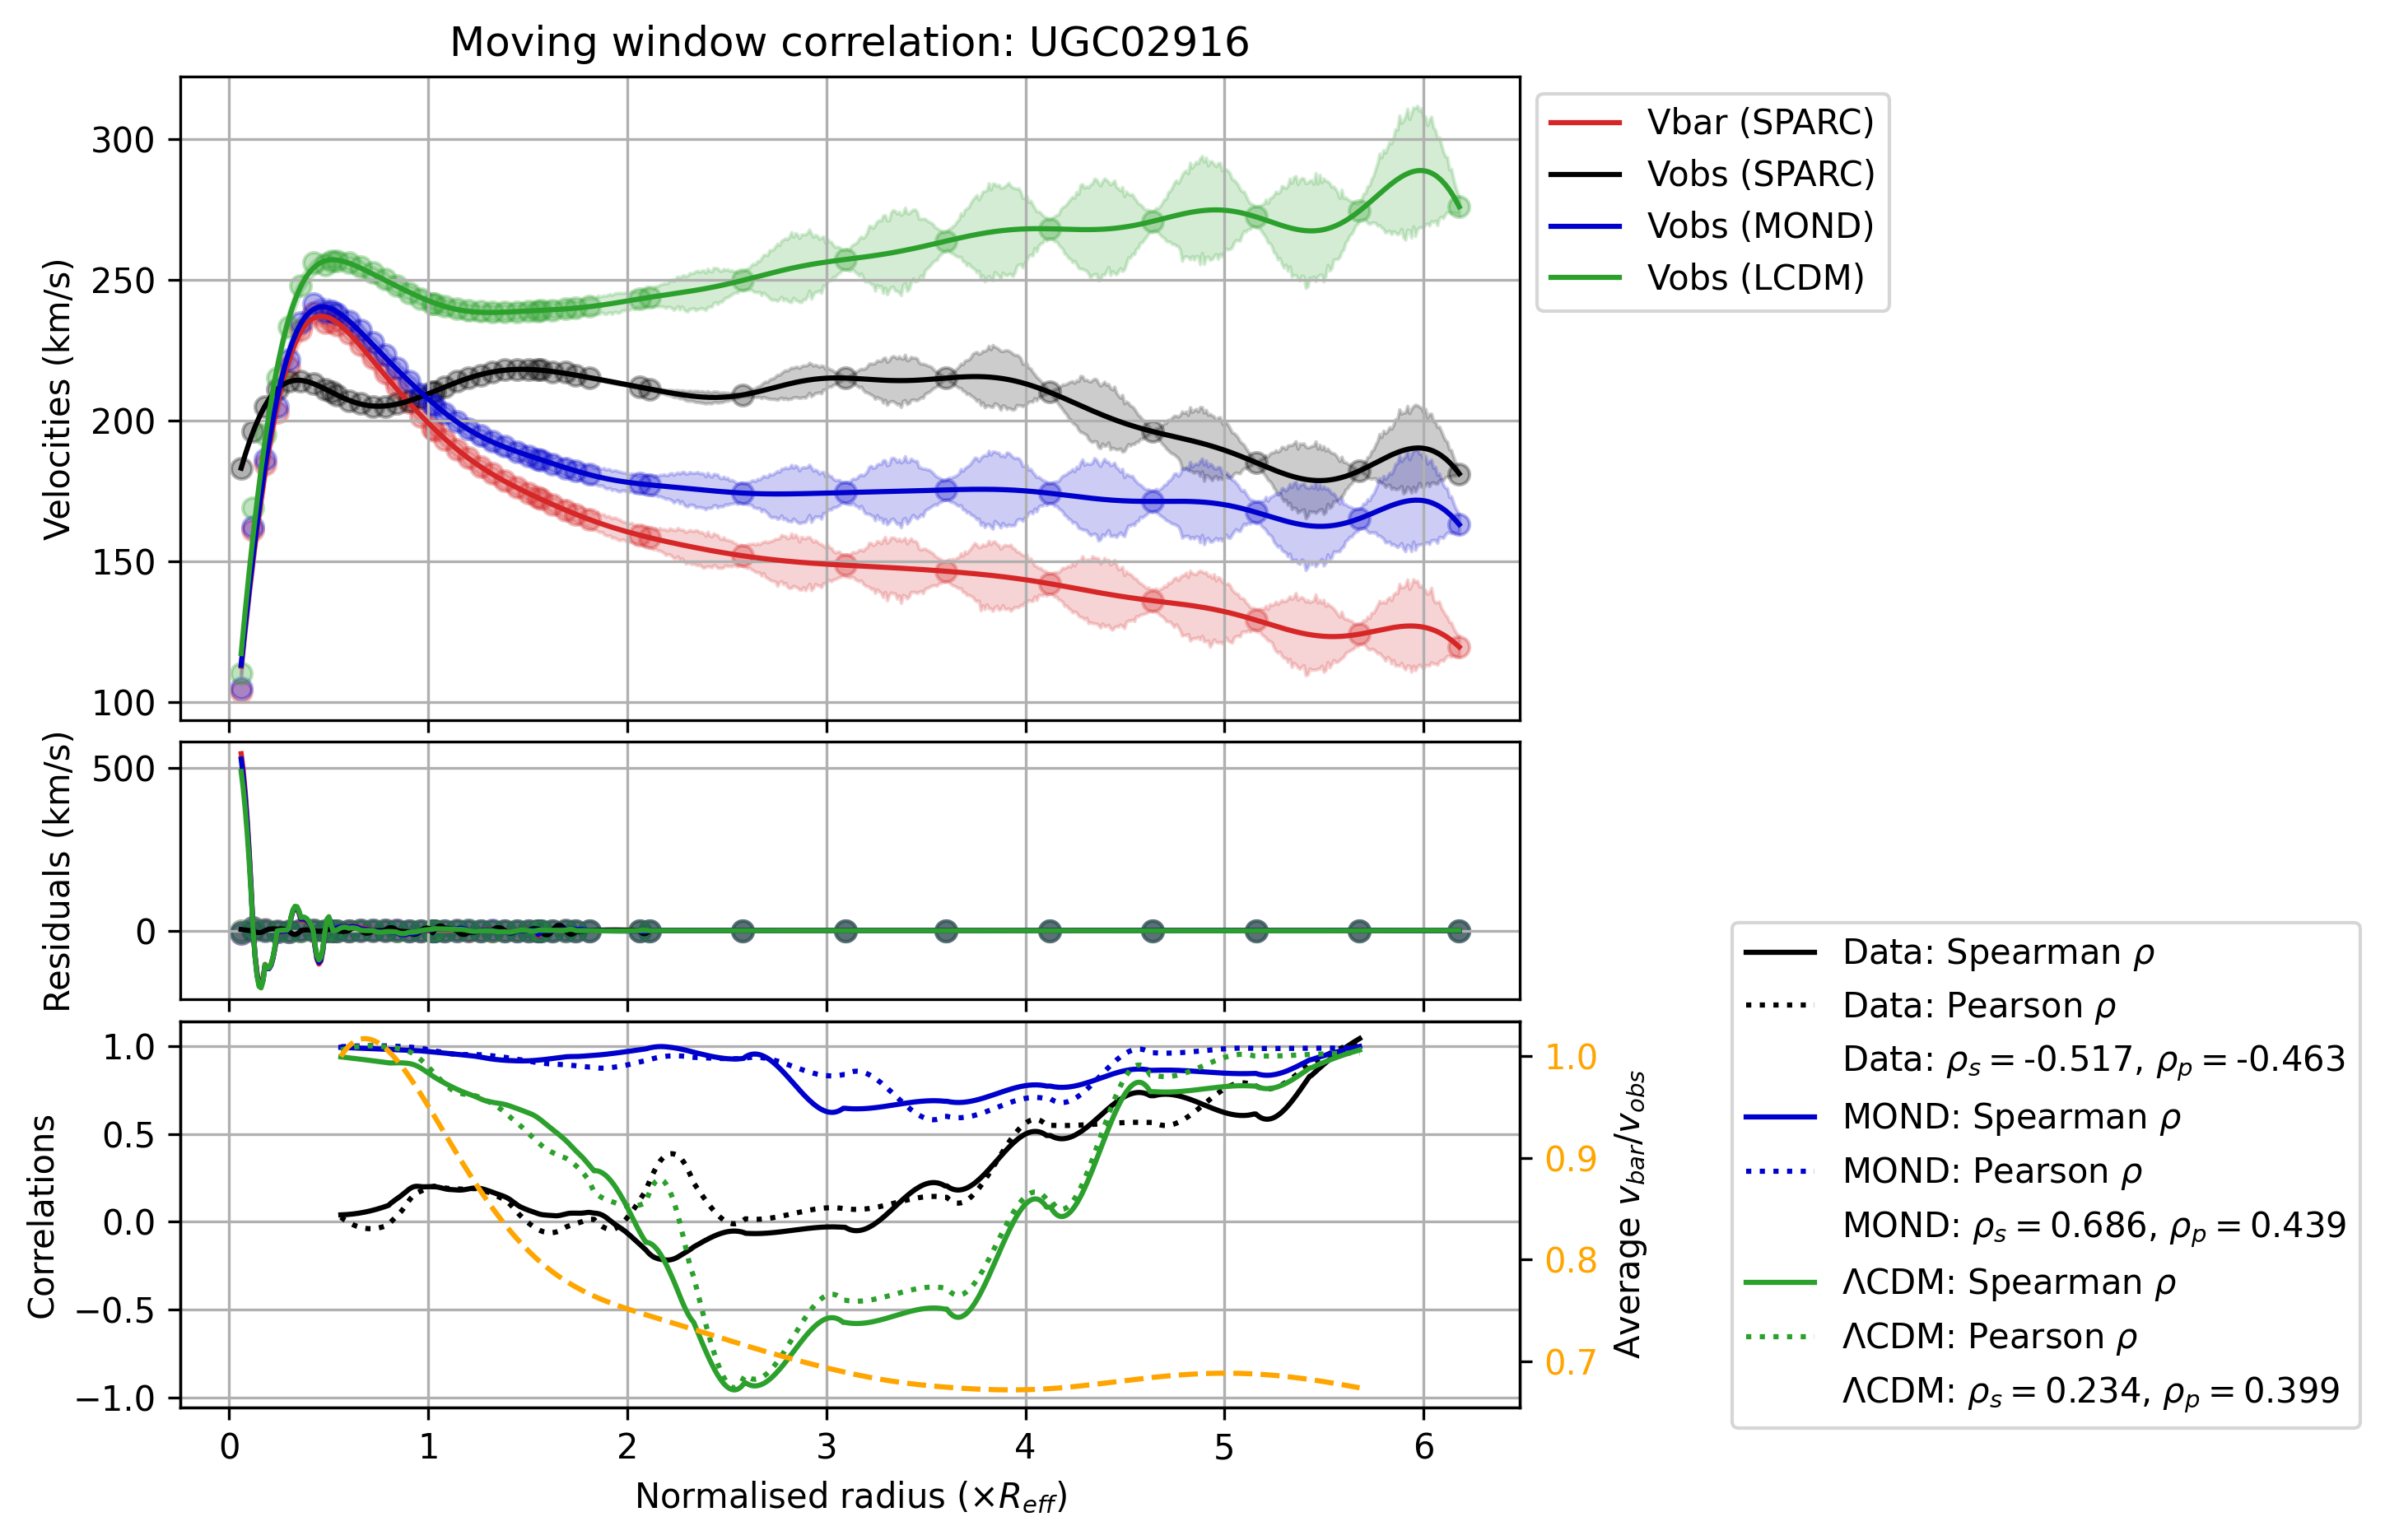 Moving window correlation: UGC02916
Velocities (km/s)
300
250
200
150
100
Vbar (SPARC)
Vobs (SPARC)
Vobs (MOND)
Vobs (LCDM)
Residuals (km/s)
500
0
Correlations
1.0
0.5
0.0
−0.5
−1.0
1.0
0.9
0.8
0.7
Average v_bar/v_obs
0 1 2 3 4 5 6
Normalised radius (×R_eff)
Data: Spearman ρ
Data: Pearson ρ
Data: ρ_s = -0.517, ρ_p = -0.463
MOND: Spearman ρ
MOND: Pearson ρ
MOND: ρ_s = 0.686, ρ_p = 0.439
ΛCDM: Spearman ρ
ΛCDM: Pearson ρ
ΛCDM: ρ_s = 0.234, ρ_p = 0.399